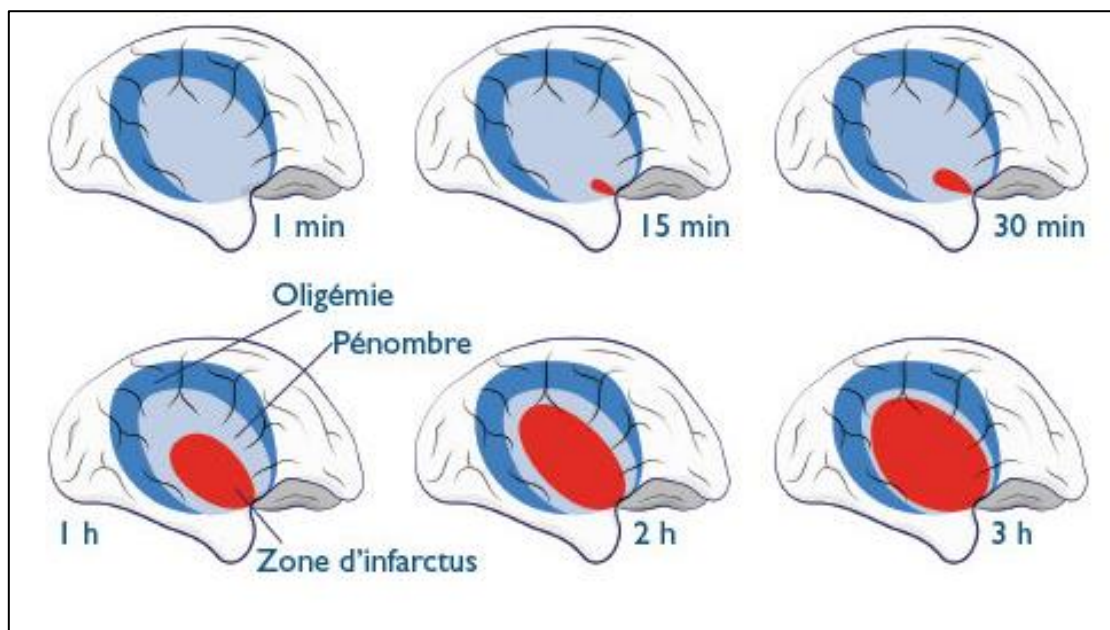 1 min
15 min
30 min
Oligémie
Pénombre
1 h
Zone d'infarctus
2 h
3 h